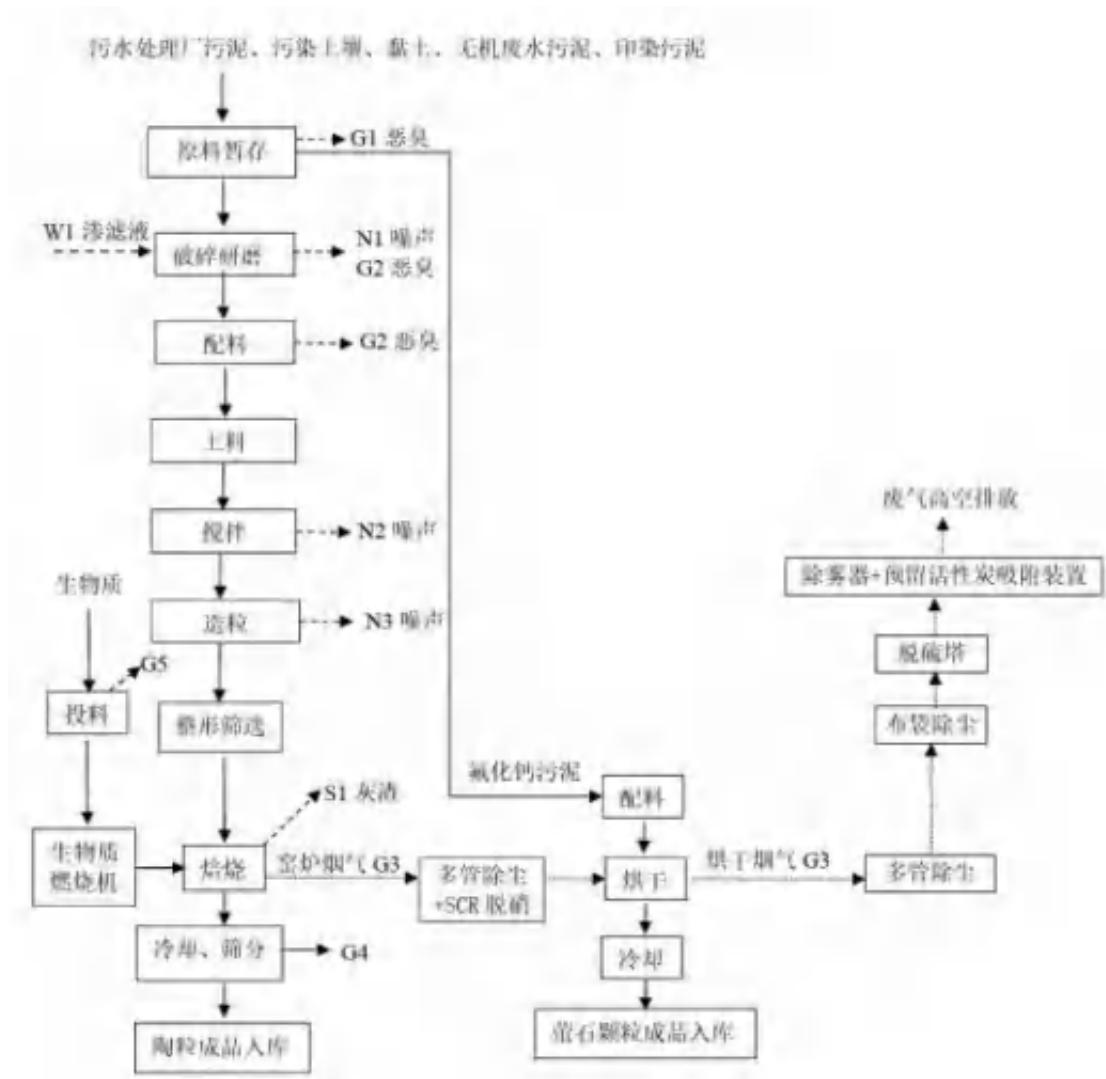 污水处理厂污泥、污染土壤、黏土、无机废水污泥、印染污泥
原料暂存
G1 恶臭
W1 渗滤液
破碎研磨
N1 噪声
G2 恶臭
配料
G2 恶臭
上料
搅拌
N2 噪声
造粒
N3 噪声
生物质
G5
投料
整形筛选
S1 灰渣
生物质
燃烧机
焙烧
窑炉烟气 G3
多管除尘
+SCR 脱硝
氟化钙污泥
配料
烘干
烘干烟气 G3
多管除尘
布袋除尘
脱硫塔
除雾器+预留活性炭吸附装置
废气高空排放
冷却、筛分
G4
冷却
陶粒成品入库
萤石颗粒成品入库